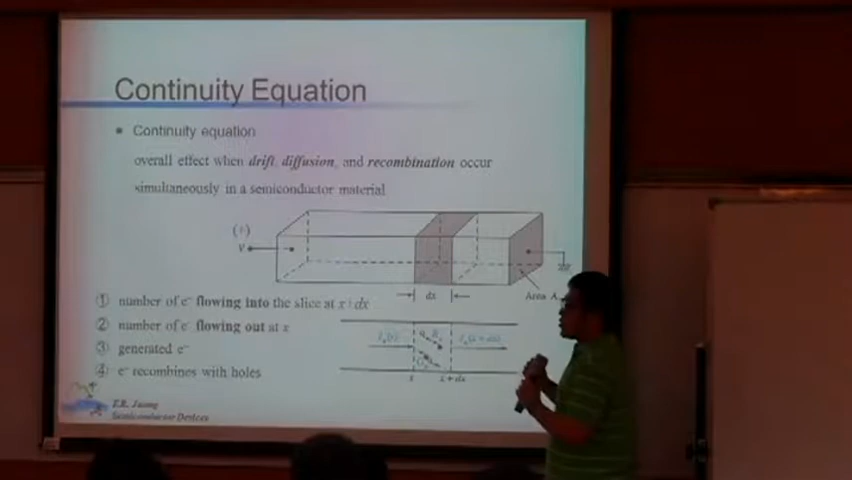 Continuity Equation
Continuity equation
overall effect when drift, diffusion, and recombination occur
simultaneously in a semiconductor material
(+)
V
dx
Area A
① number of e⁻ flowing into the slice at x+dx
② number of e⁻ flowing out at x
③ generated e⁻
④ e⁻ recombines with holes
x
x+dx
Semiconductor Devices